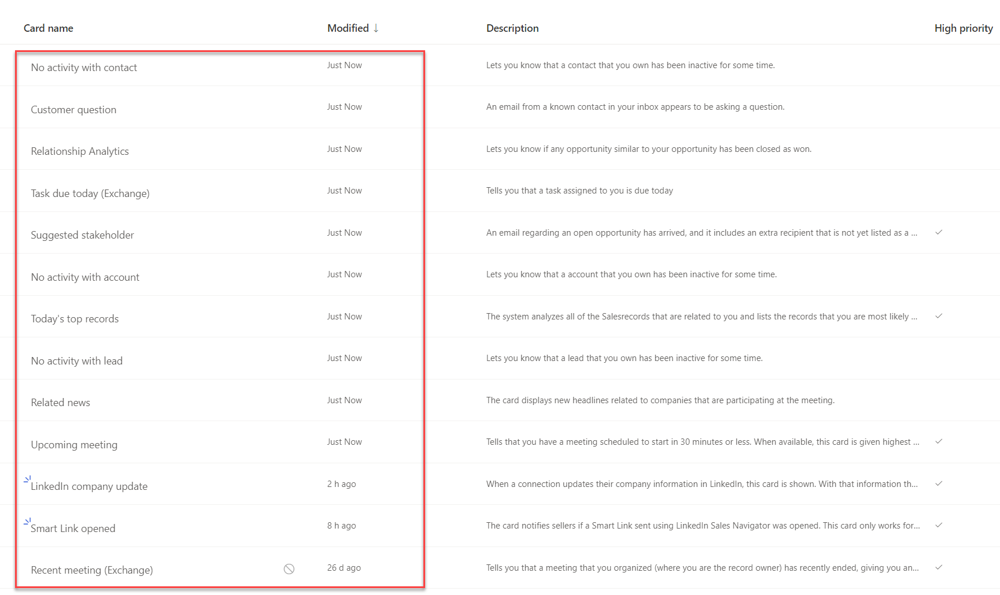 Card name Modified ↓ Description High priority
No activity with contact Just Now Lets you know that a contact that you own has been inactive for some time.
Customer question Just Now An email from a known contact in your inbox appears to be asking a question.
Relationship Analytics Just Now Lets you know if any opportunity similar to your opportunity has been closed as won.
Task due today (Exchange) Just Now Tells you that a task assigned to you is due today
Suggested stakeholder Just Now An email regarding an open opportunity has arrived, and it includes an extra recipient that is not yet listed as a ...
No activity with account Just Now Lets you know that a account that you own has been inactive for some time.
Today's top records Just Now The system analyzes all of the Salesrecords that are related to you and lists the records that you are most likely ...
No activity with lead Just Now Lets you know that a lead that you own has been inactive for some time.
Related news Just Now The card displays new headlines related to companies that are participating at the meeting.
Upcoming meeting Just Now Tells that you have a meeting scheduled to start in 30 minutes or less. When available, this card is given highest ...
LinkedIn company update 2 h ago When a connection updates their company information in LinkedIn, this card is shown. With that information th...
Smart Link opened 8 h ago The card notifies sellers if a Smart Link sent using LinkedIn Sales Navigator was opened. This card only works for...
Recent meeting (Exchange) 26 d ago Tells you that a meeting that you organized (where you are the record owner) has recently ended, giving you an...